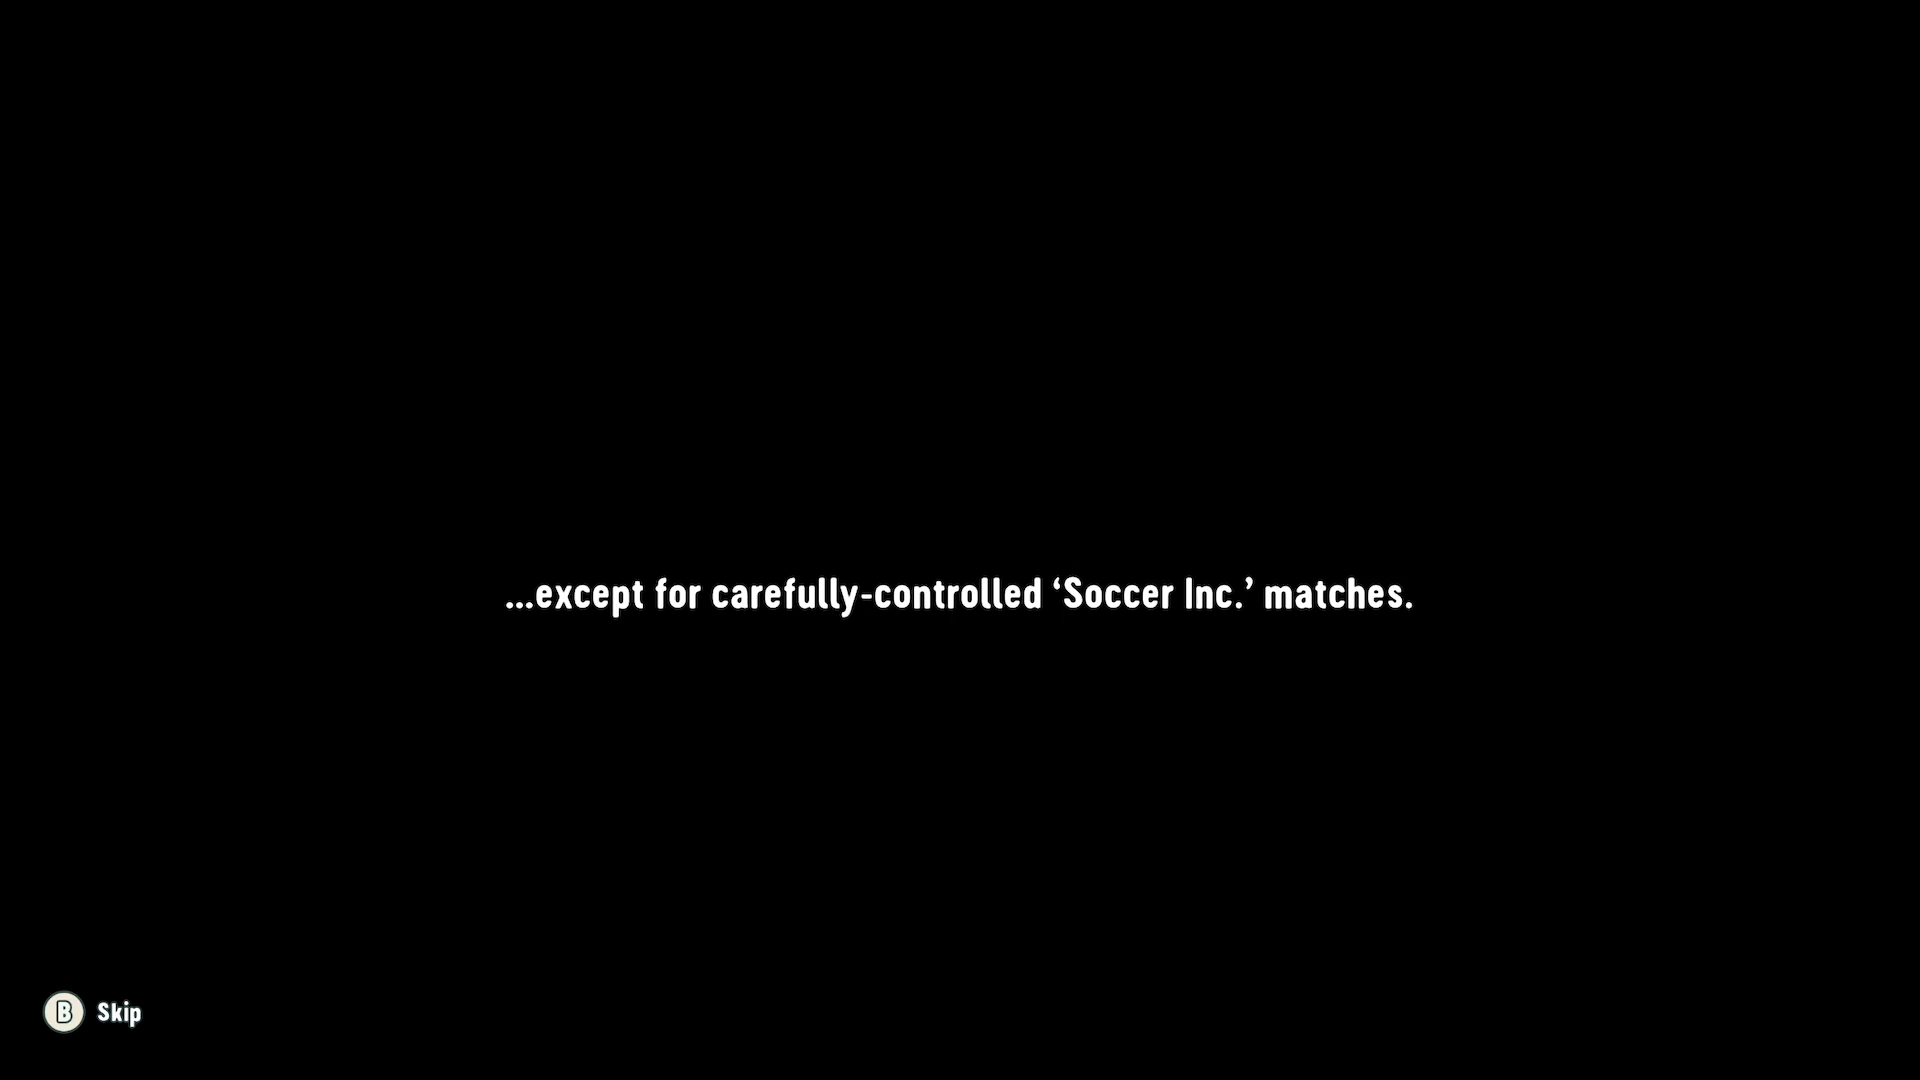 ...except for carefully-controlled ‘Soccer Inc.’ matches.
B Skip